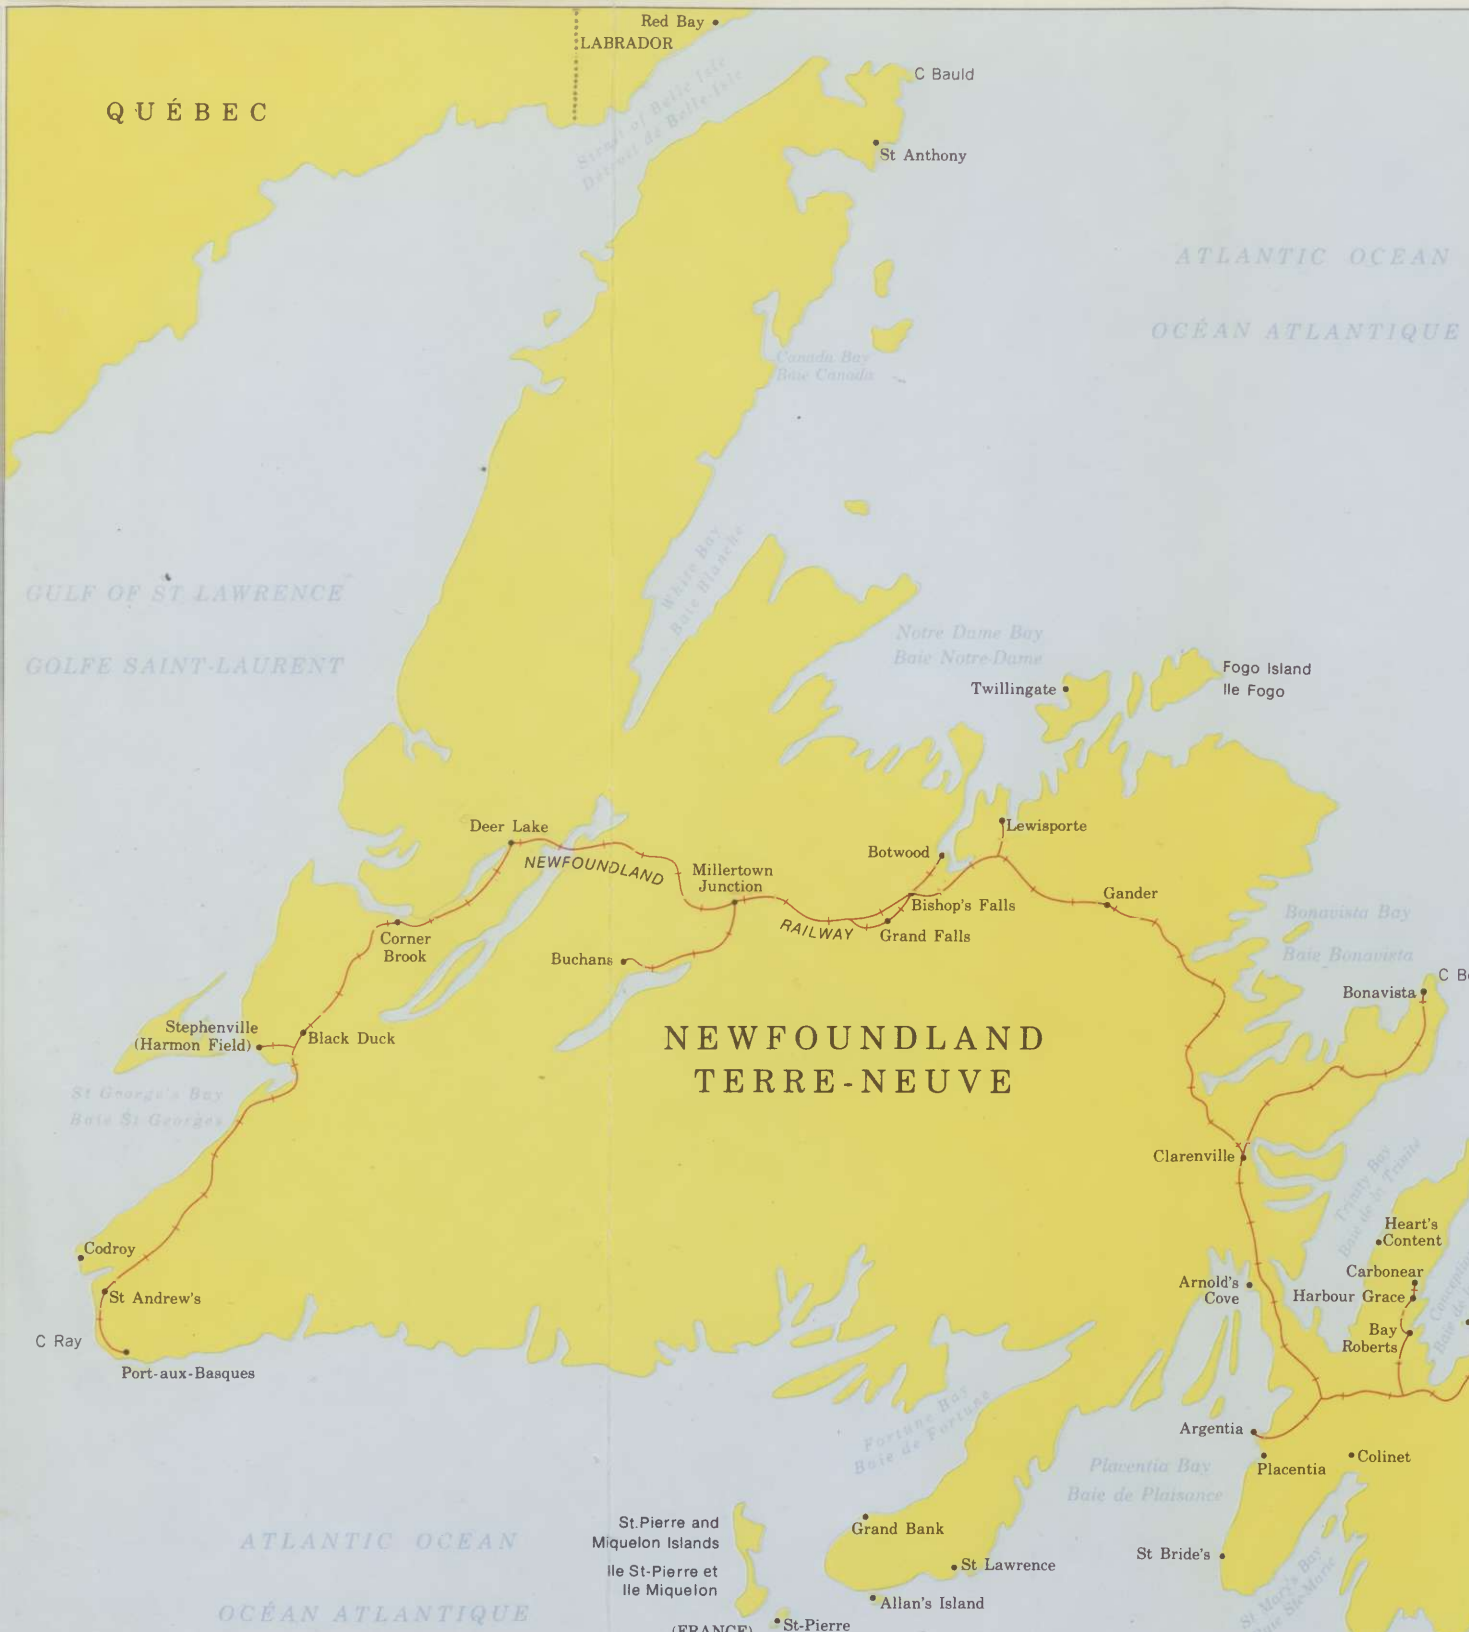 Red Bay
LABRADOR
QUÉBEC
C Bauld
Strait of Belle Isle
Détroit de Belle-Isle
St Anthony
ATLANTIC OCEAN
OCÉAN ATLANTIQUE
Canada Bay
Baie Canada
White Bay
Baie Blanche
GULF OF ST LAWRENCE
GOLFE SAINT-LAURENT
Notre Dame Bay
Baie Notre-Dame
Twillingate
Fogo Island
Ile Fogo
Deer Lake
NEWFOUNDLAND
RAILWAY
Millertown
Junction
Botwood
Lewisporte
Bishop's Falls
Grand Falls
Gander
Corner
Brook
Buchans
Bonavista Bay
Baie Bonavista
Bonavista
Stephenville
(Harmon Field)
Black Duck
NEWFOUNDLAND
TERRE-NEUVE
St George's Bay
Baie St Georges
Clarenville
Trinity Bay
Baie de la Trinité
Heart's
Content
Carbonear
Harbour Grace
Bay
Roberts
Baie de
Codroy
St Andrew's
C Ray
Port-aux-Basques
Arnold's
Cove
Fortune Bay
Baie de Fortune
Argentia
Placentia
Colinet
Placentia Bay
Baie de Plaisance
St.Pierre and
Miquelon Islands
Ile St-Pierre et
Ile Miquelon
(FRANCE)
St-Pierre
Grand Bank
St Lawrence
Allan's Island
St Bride's
St Mary's Bay
Baie Ste-Marie
ATLANTIC OCEAN
OCÉAN ATLANTIQUE